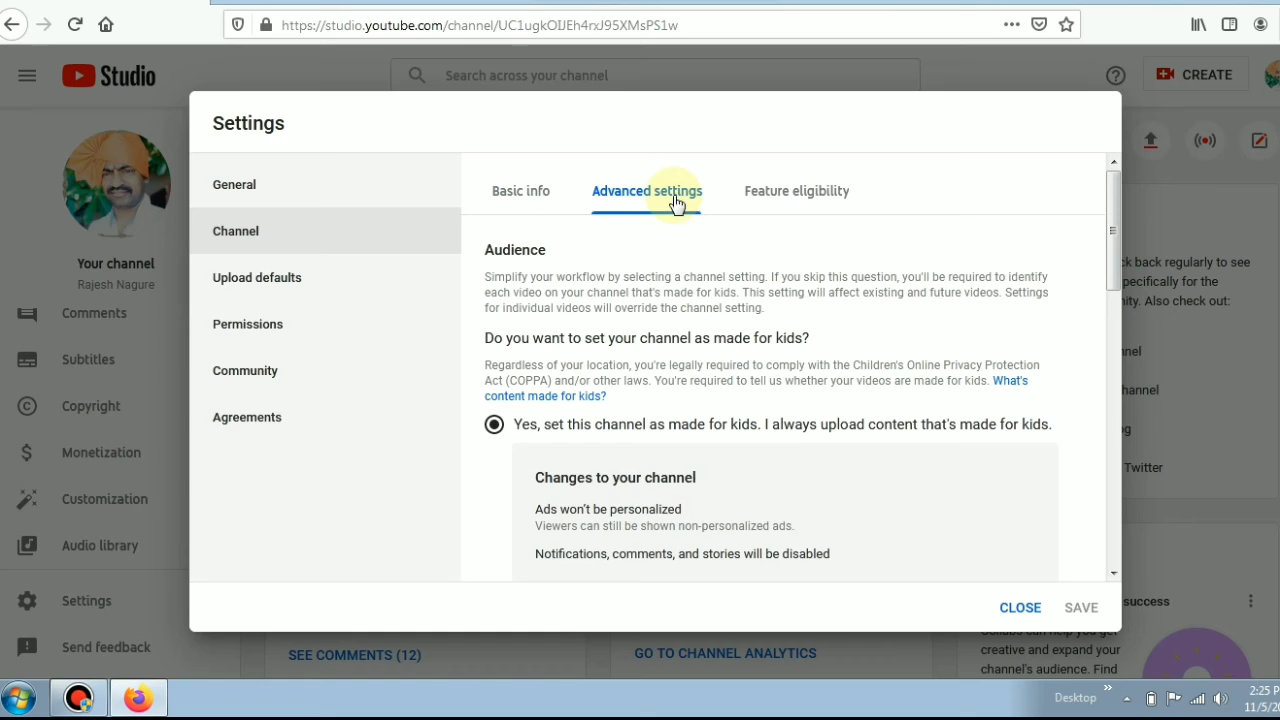 https://studio.youtube.com/channel/UC1ugkOIJEh4rxJ95XMsPS1w
Studio
Search across your channel
CREATE
Settings
Your channel
Rajesh Nagure
Comments
Subtitles
Copyright
Monetization
Customization
Audio library
Settings
Send feedback
General
Channel
Upload defaults
Permissions
Community
Agreements
Basic info
Advanced settings
Feature eligibility
Audience
Simplify your workflow by selecting a channel setting. If you skip this question, you'll be required to identify
each video on your channel that's made for kids. This setting will affect existing and future videos. Settings
for individual videos will override the channel setting.
Do you want to set your channel as made for kids?
Regardless of your location, you're legally required to comply with the Children's Online Privacy Protection
Act (COPPA) and/or other laws. You're required to tell us whether your videos are made for kids. What's
content made for kids?
Yes, set this channel as made for kids. I always upload content that's made for kids.
Changes to your channel
Ads won't be personalized
Viewers can still be shown non-personalized ads.
Notifications, comments, and stories will be disabled
CLOSE
SAVE
ck back regularly to see
pecifically for the
nity. Also check out:
nel
hannel
og
Twitter
success
creative and expand your
channel's audience. Find
SEE COMMENTS (12)
GO TO CHANNEL ANALYTICS
Desktop
2:25 P
11/5/20